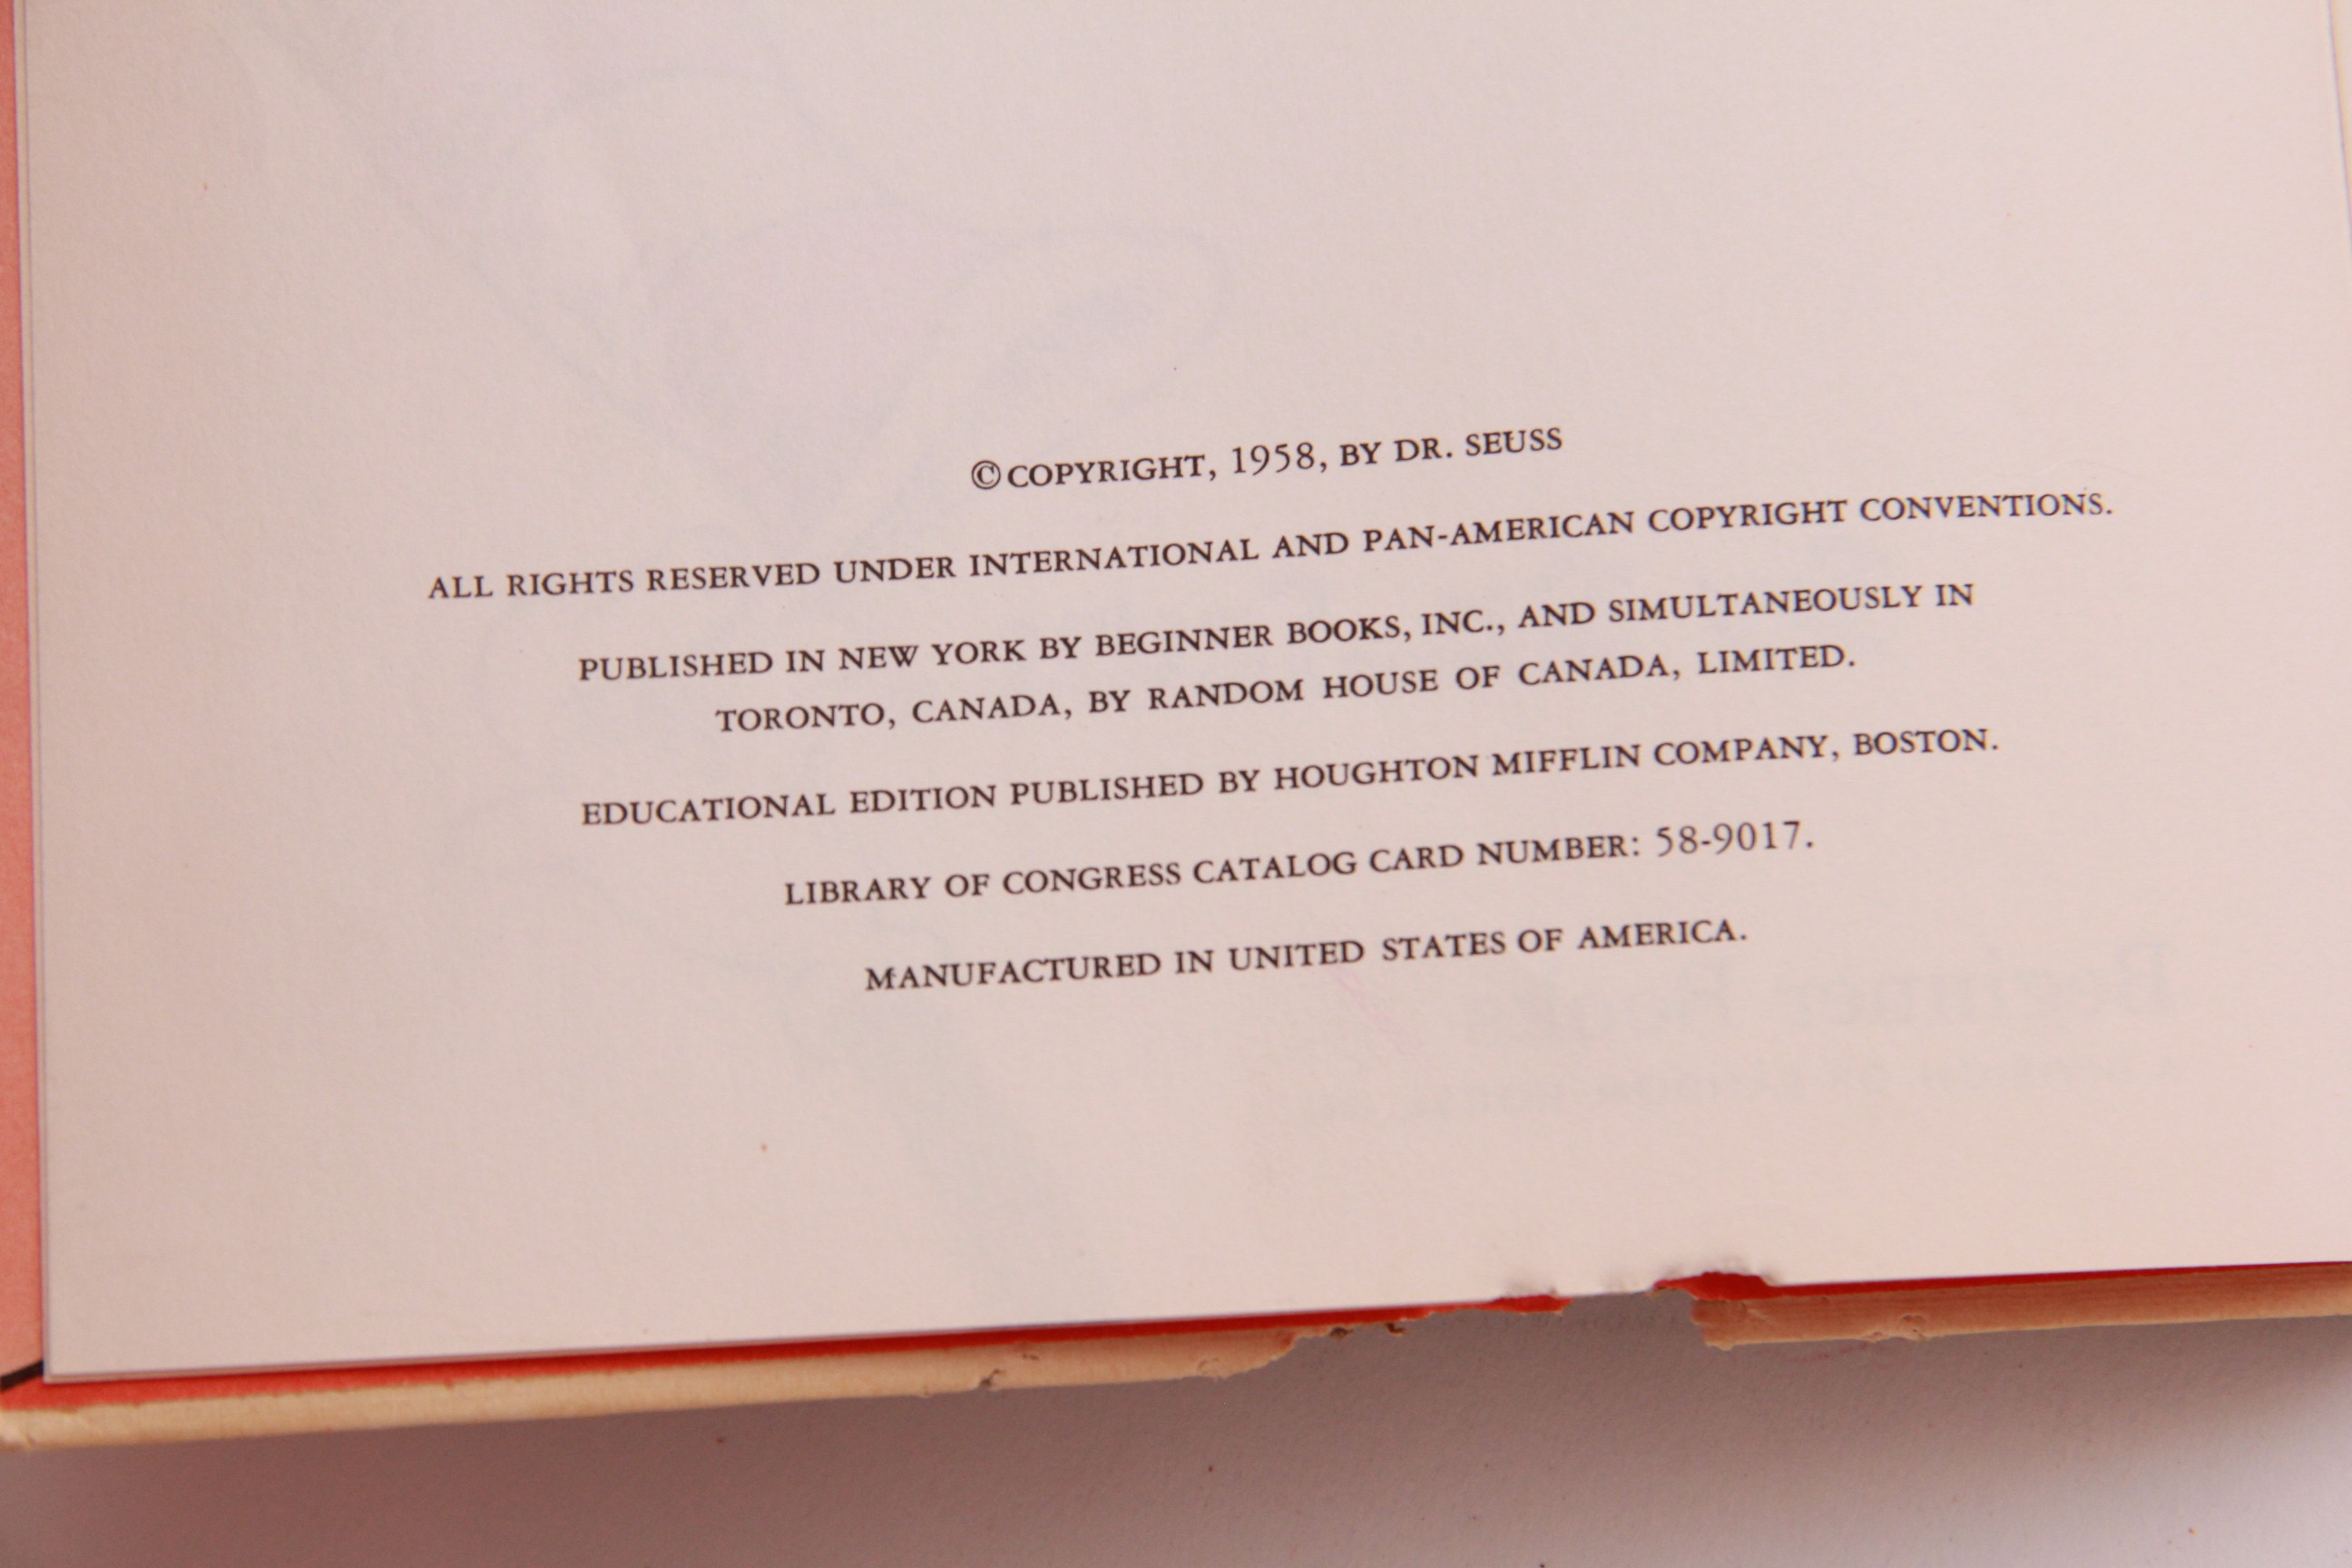 ©COPYRIGHT, 1958, BY DR. SEUSS
ALL RIGHTS RESERVED UNDER INTERNATIONAL AND PAN-AMERICAN COPYRIGHT CONVENTIONS.
PUBLISHED IN NEW YORK BY BEGINNER BOOKS, INC., AND SIMULTANEOUSLY IN
TORONTO, CANADA, BY RANDOM HOUSE OF CANADA, LIMITED.
EDUCATIONAL EDITION PUBLISHED BY HOUGHTON MIFFLIN COMPANY, BOSTON.
LIBRARY OF CONGRESS CATALOG CARD NUMBER: 58-9017.
MANUFACTURED IN UNITED STATES OF AMERICA.